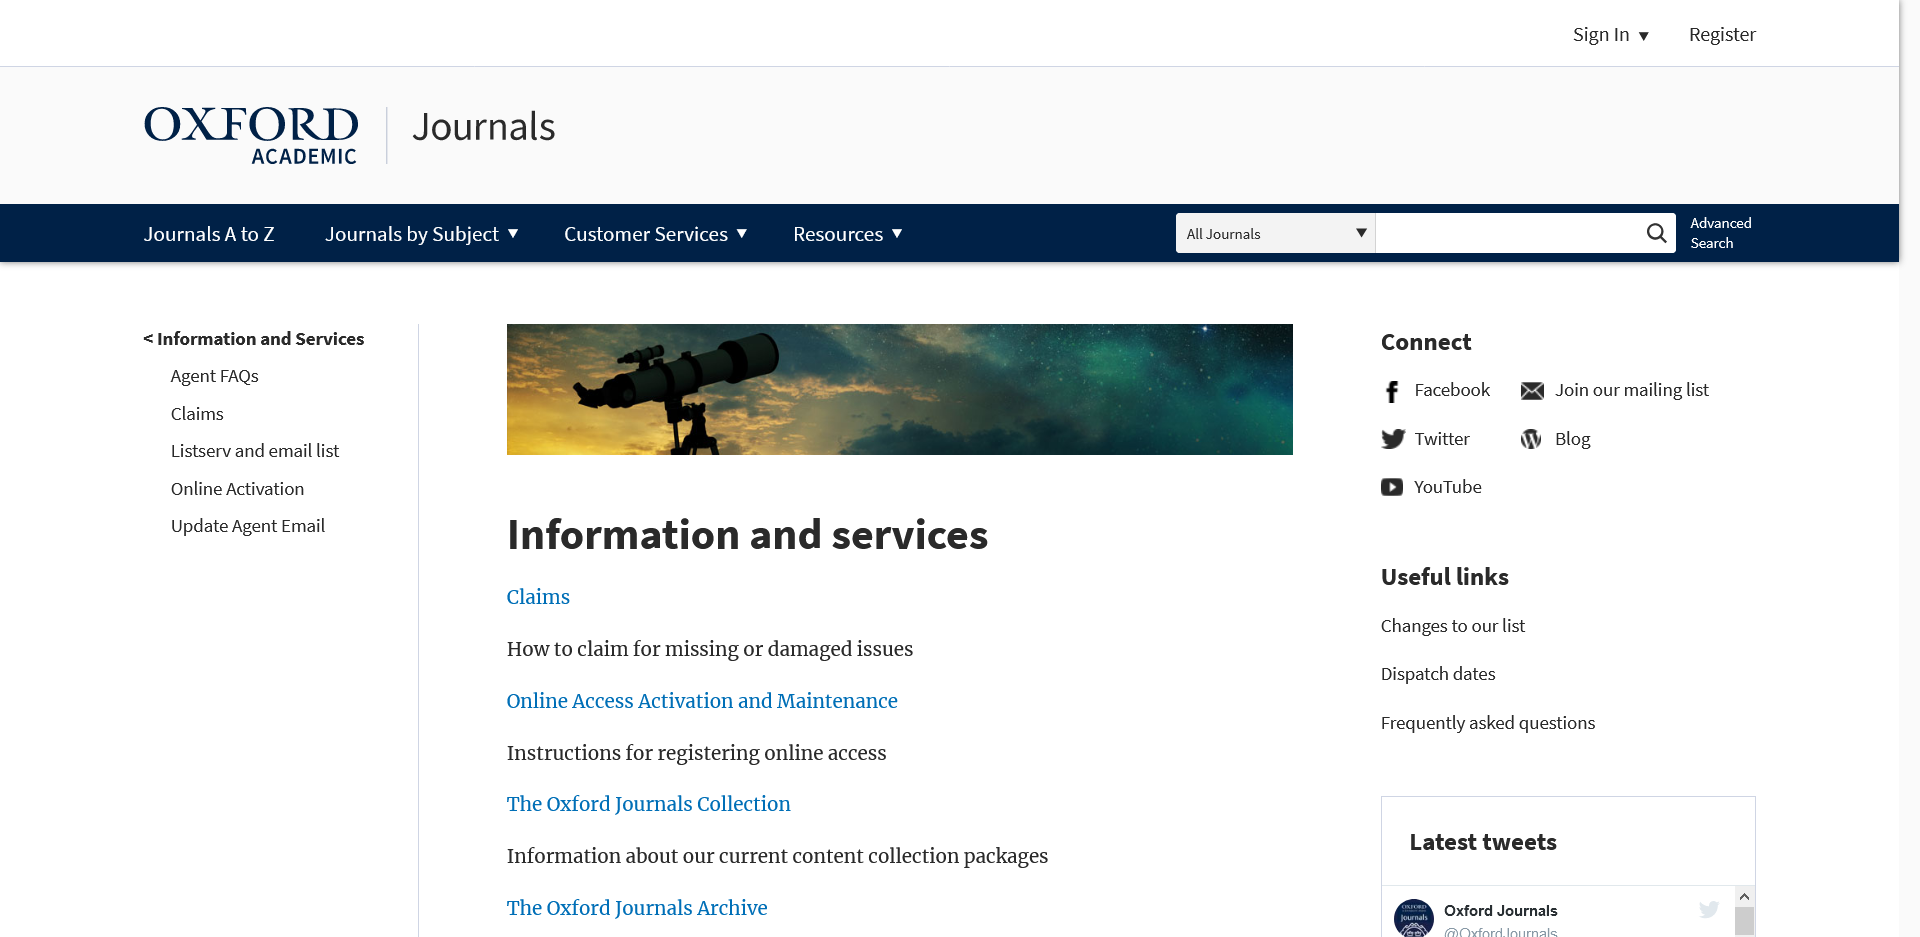 Sign In ▼ Register
OXFORD
ACADEMIC
Journals
Journals A to Z Journals by Subject ▼ Customer Services ▼ Resources ▼
All Journals ▼
Advanced
Search
< Information and Services
Agent FAQs
Claims
Listserv and email list
Online Activation
Update Agent Email
Information and services
Claims
How to claim for missing or damaged issues
Online Access Activation and Maintenance
Instructions for registering online access
The Oxford Journals Collection
Information about our current content collection packages
The Oxford Journals Archive
Connect
Facebook Join our mailing list
Twitter Blog
YouTube
Useful links
Changes to our list
Dispatch dates
Frequently asked questions
Latest tweets
OXFORD
Journals
Oxford Journals
@OxfordJournals